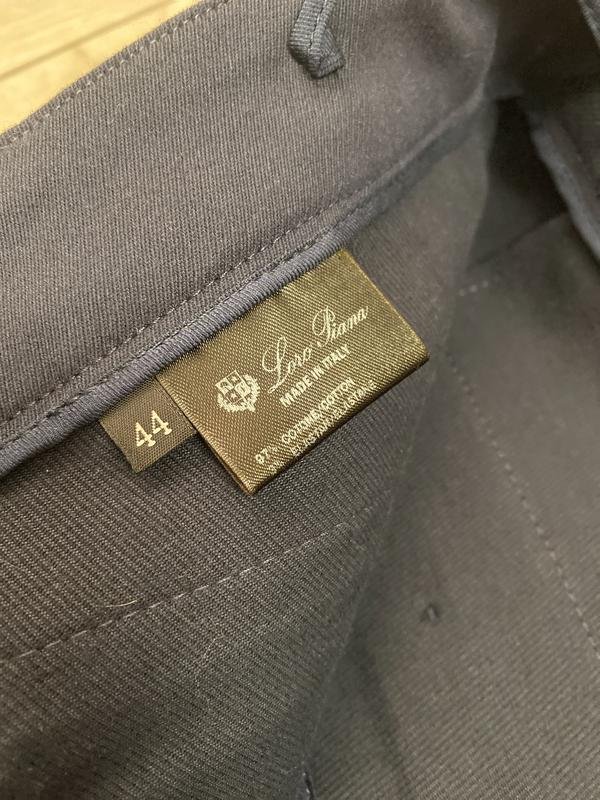 Loro Piana
MADE IN ITALY
97% COTONE/COTTON
44